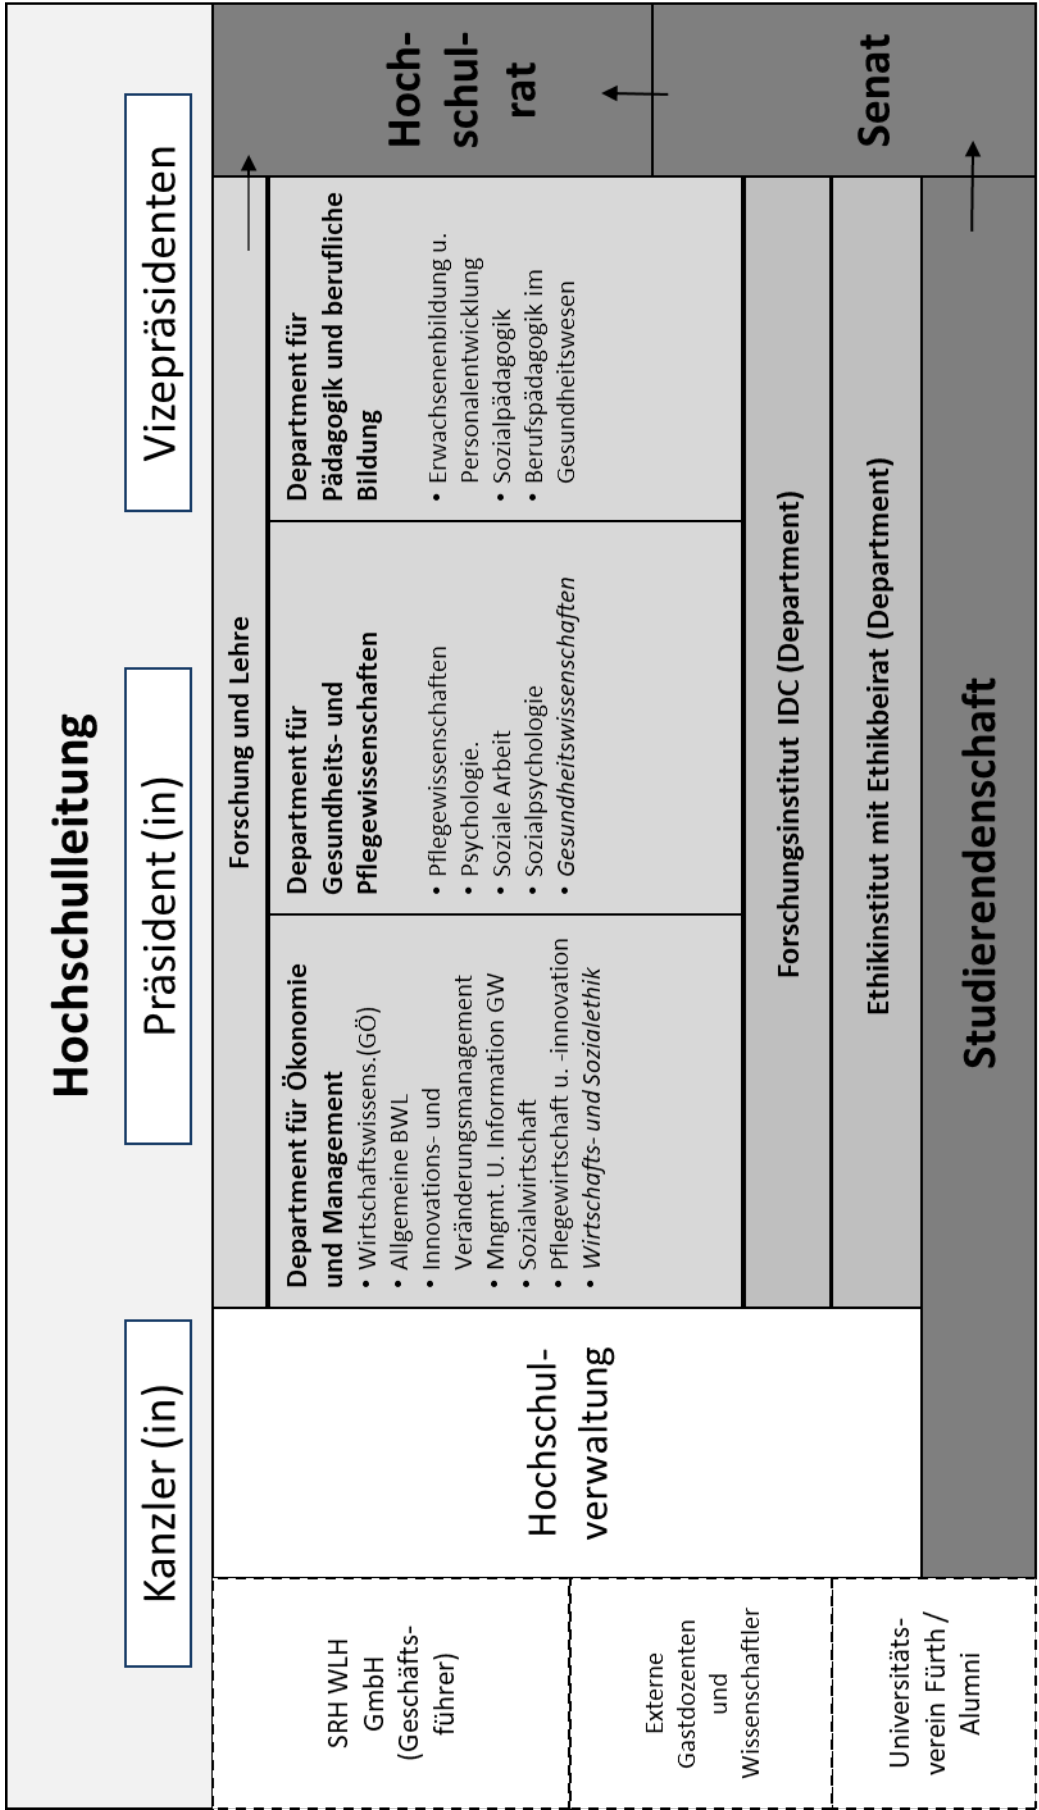 Hochschulleitung
Kanzler (in)
Präsident (in)
Vizepräsidenten
SRH WLH
GmbH
(Geschäfts-
führer)
Externe
Gastdozenten
und
Wissenschaftler
Universitäts-
verein Fürth /
Alumni
Hochschul-
verwaltung
Forschung und Lehre
Department für Ökonomie
und Management
• Wirtschaftswissens.(GÖ)
• Allgemeine BWL
• Innovations- und
Veränderungsmanagement
• Mngmt. U. Information GW
• Sozialwirtschaft
• Pflegewirtschaft u. -innovation
• Wirtschafts- und Sozialethik
Department für
Gesundheits- und
Pflegewissenschaften
• Pflegewissenschaften
• Psychologie.
• Soziale Arbeit
• Sozialpsychologie
• Gesundheitswissenschaften
Department für
Pädagogik und berufliche
Bildung
• Erwachsenenbildung u.
Personalentwicklung
• Sozialpädagogik
• Berufspädagogik im
Gesundheitswesen
Forschungsinstitut IDC (Department)
Ethikinstitut mit Ethikbeirat (Department)
Studierendenschaft
Hoch-
schul-
rat
Senat